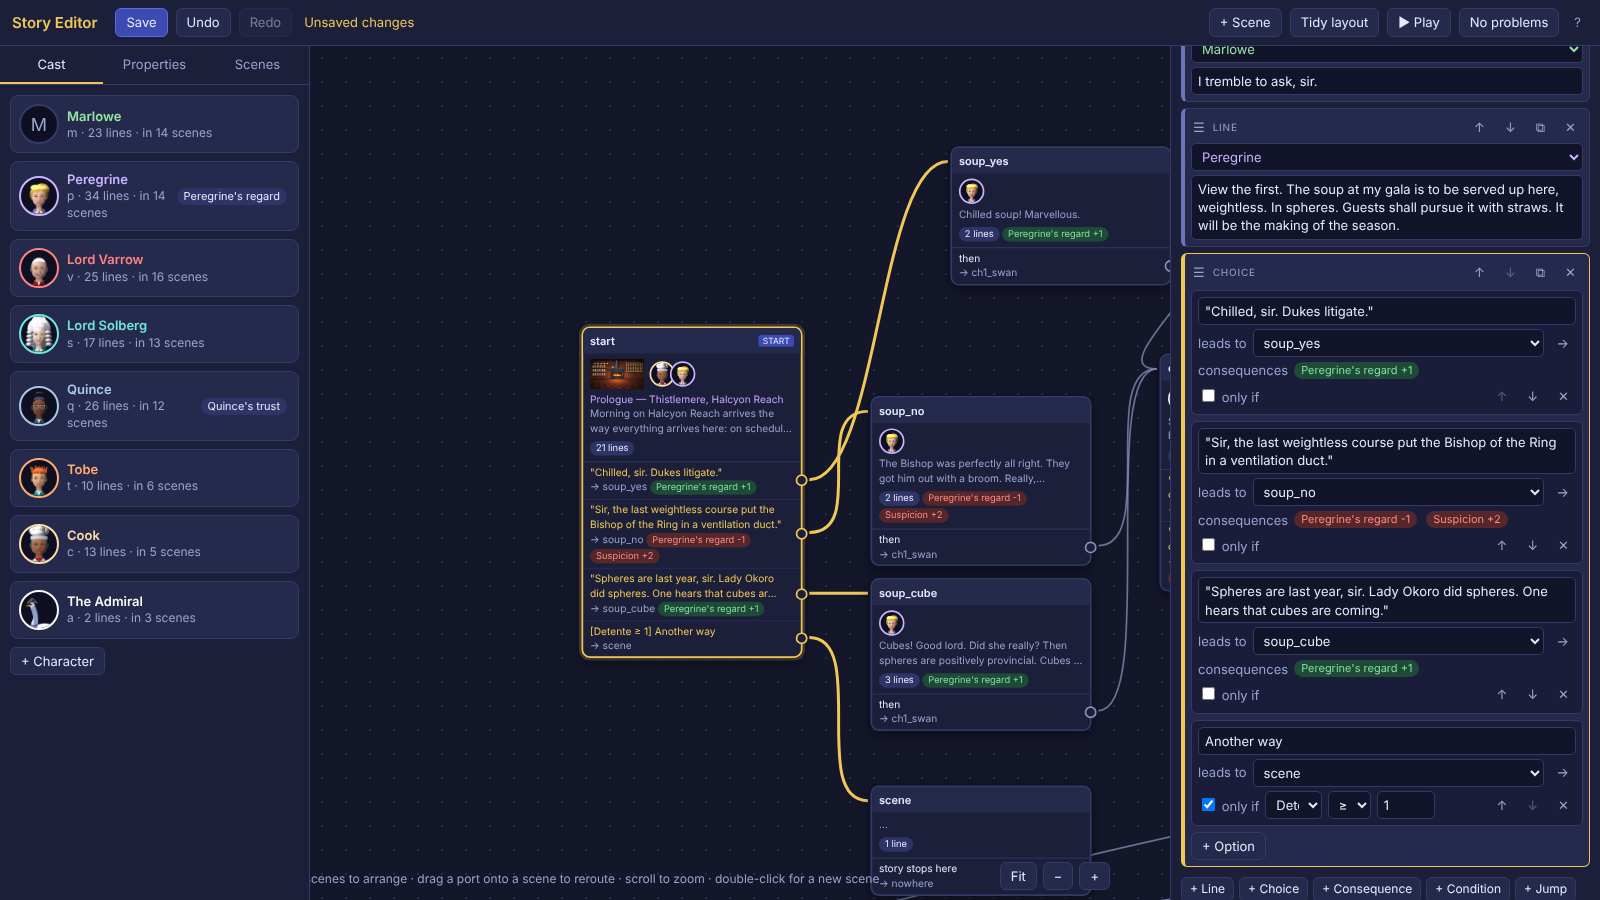 Story Editor
Save
Undo
Redo
Unsaved changes
+ Scene
Tidy layout
▶ Play
No problems
?
Cast
Properties
Scenes
M
Marlowe
m · 23 lines · in 14 scenes
Peregrine
p · 34 lines · in 14
scenes
Peregrine's regard
Lord Varrow
v · 25 lines · in 16 scenes
Lord Solberg
s · 17 lines · in 13 scenes
Quince
q · 26 lines · in 12
scenes
Quince's trust
Tobe
t · 10 lines · in 6 scenes
Cook
c · 13 lines · in 5 scenes
The Admiral
a · 2 lines · in 3 scenes
+ Character
start
START
Prologue — Thistlemere, Halcyon Reach
Morning on Halcyon Reach arrives the
way everything arrives here: on schedul...
21 lines
"Chilled, sir. Dukes litigate."
→ soup_yes Peregrine's regard +1
"Sir, the last weightless course put the
Bishop of the Ring in a ventilation duct."
→ soup_no Peregrine's regard -1
Suspicion +2
"Spheres are last year, sir. Lady Okoro
did spheres. One hears that cubes ar...
→ soup_cube Peregrine's regard +1
[Detente ≥ 1] Another way
→ scene
soup_yes
Chilled soup! Marvellous.
2 lines Peregrine's regard +1
then
→ ch1_swan
soup_no
The Bishop was perfectly all right. They
got him out with a broom. Really,...
2 lines Peregrine's regard -1
Suspicion +2
then
→ ch1_swan
soup_cube
Cubes! Good lord. Did she really? Then
spheres are positively provincial. Cubes ...
3 lines Peregrine's regard +1
then
→ ch1_swan
scene
...
1 line
story stops here
→ nowhere
cenes to arrange · drag a port onto a scene to reroute · scroll to zoom · double-click for a new scene
Fit
−
+
Marlowe
I tremble to ask, sir.
LINE
Peregrine
View the first. The soup at my gala is to be served up here,
weightless. In spheres. Guests shall pursue it with straws. It
will be the making of the season.
CHOICE
"Chilled, sir. Dukes litigate."
leads to soup_yes →
consequences Peregrine's regard +1
only if
"Sir, the last weightless course put the Bishop of the Ring
in a ventilation duct."
leads to soup_no →
consequences Peregrine's regard -1 Suspicion +2
only if
"Spheres are last year, sir. Lady Okoro did spheres. One
hears that cubes are coming."
leads to soup_cube →
consequences Peregrine's regard +1
only if
Another way
leads to scene →
only if Det ≥ 1
+ Option
+ Line
+ Choice
+ Consequence
+ Condition
+ Jump